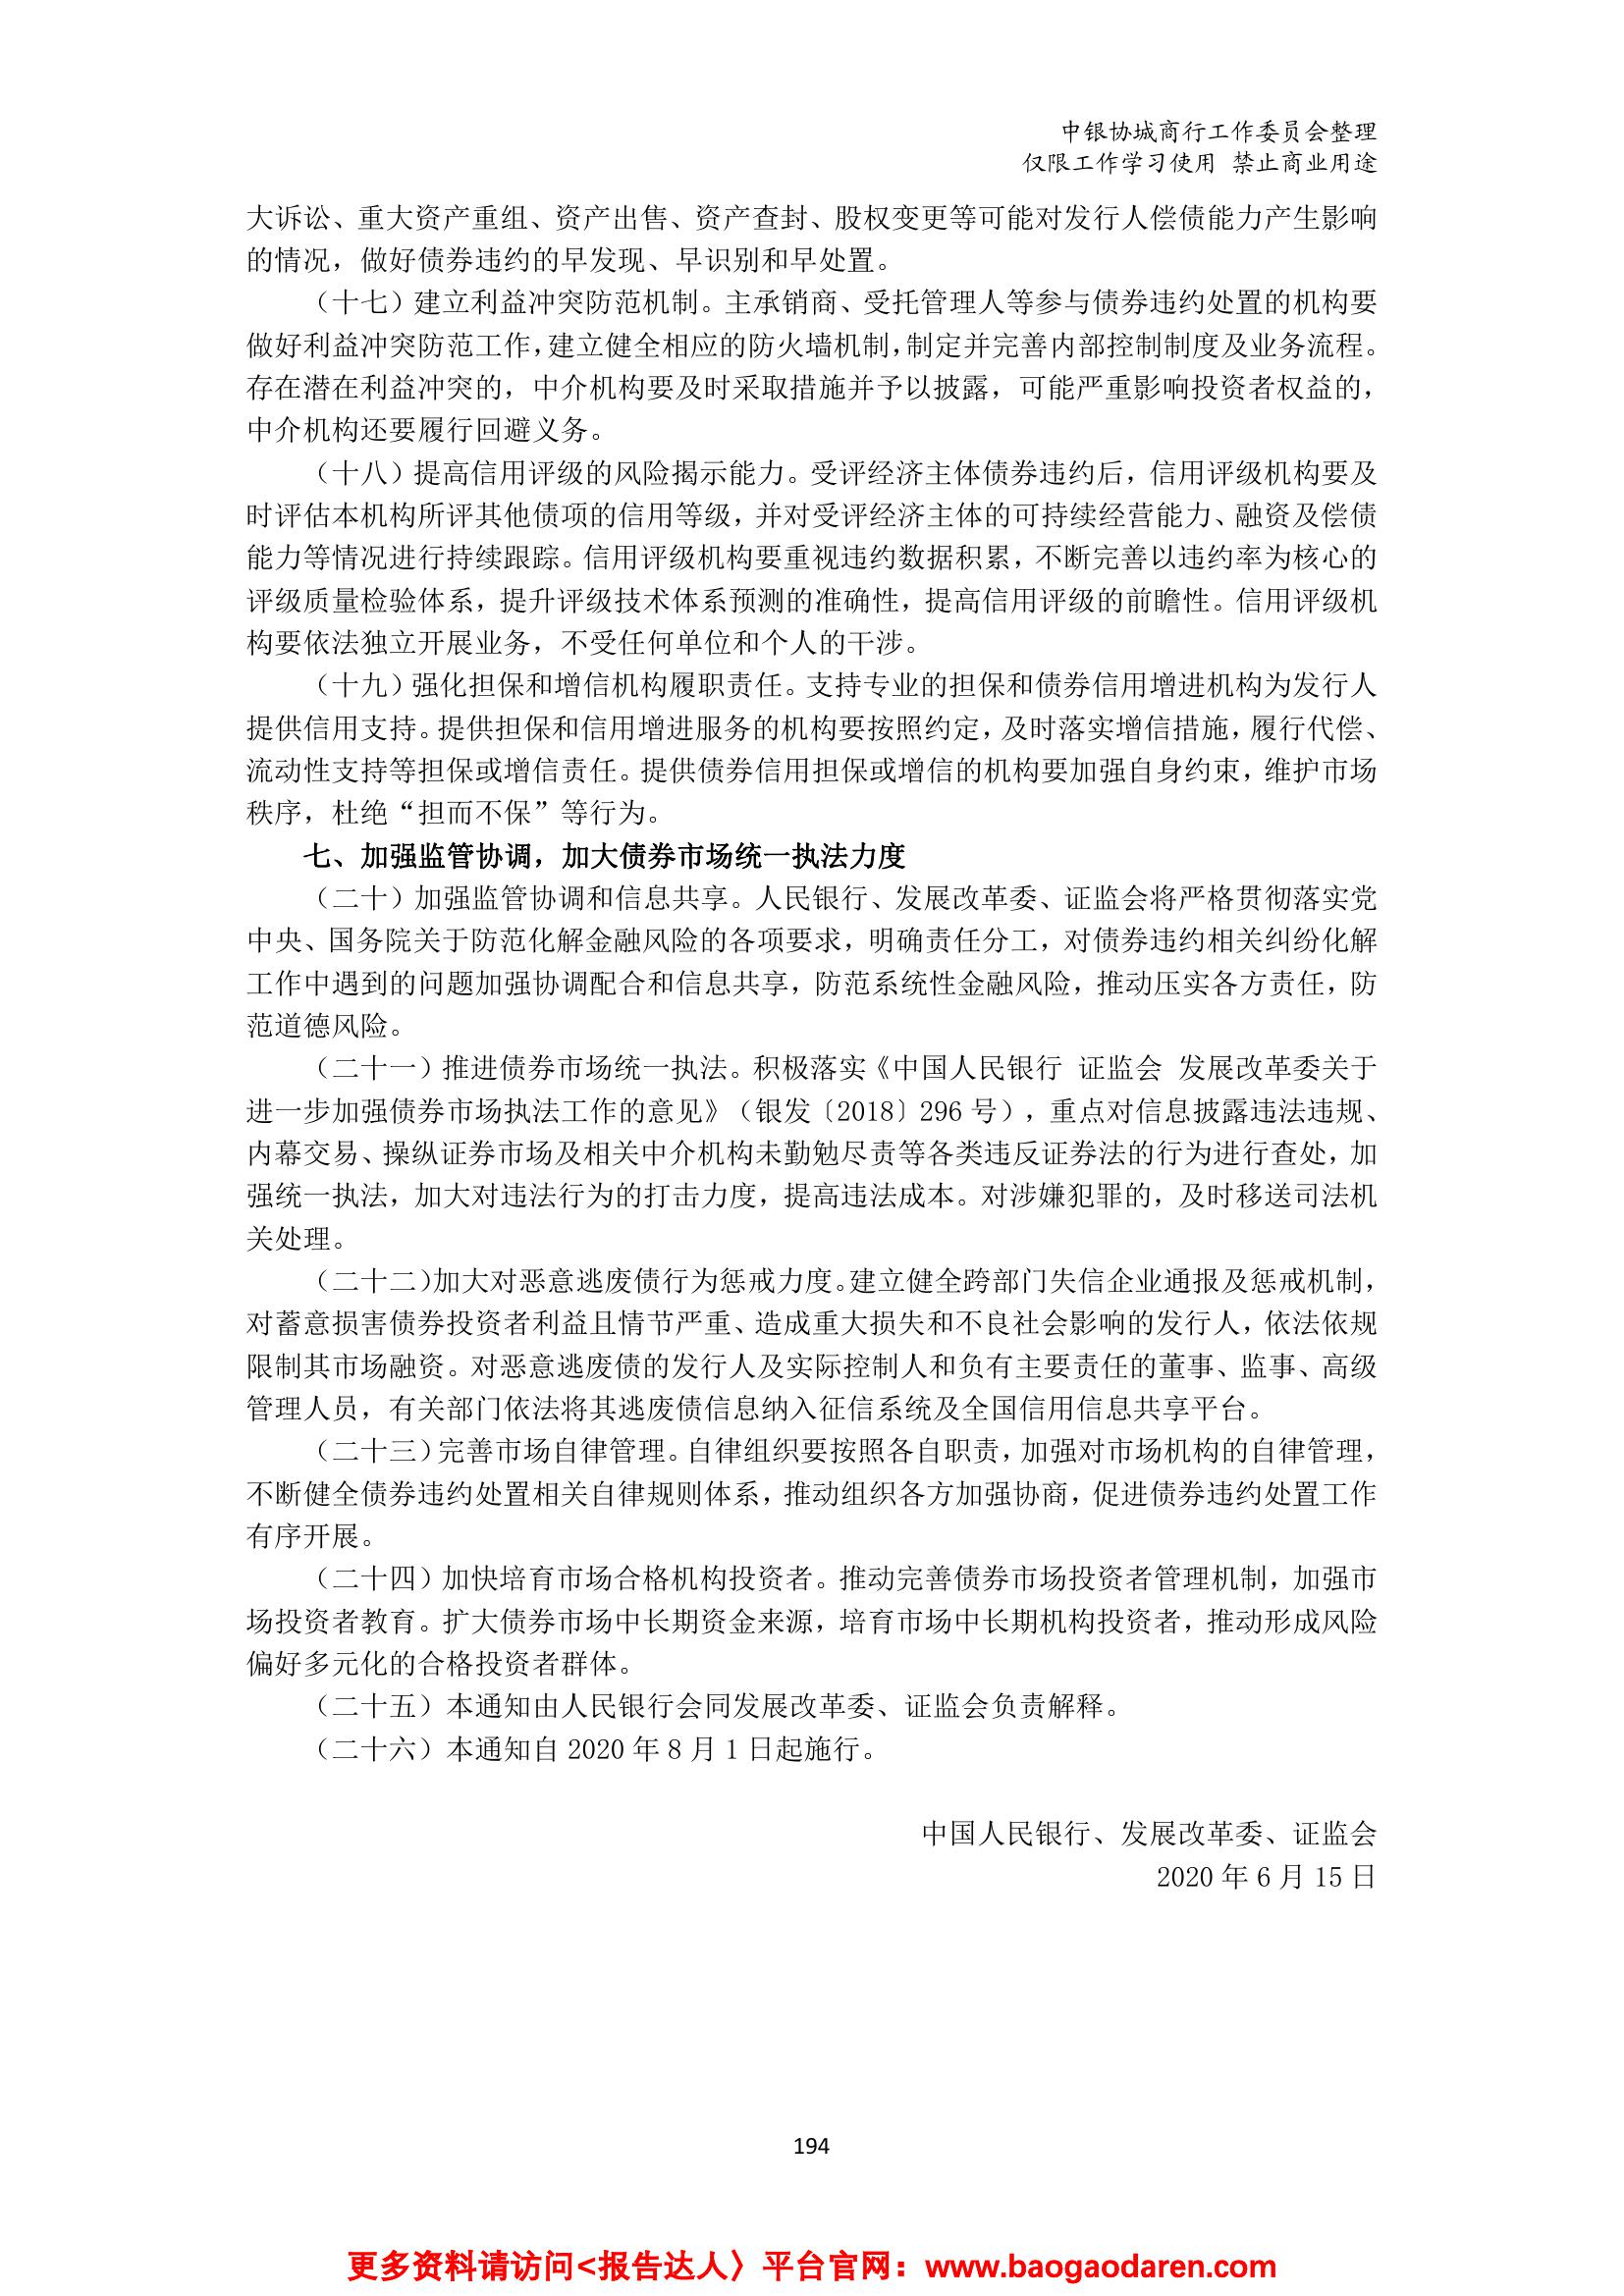 中银协城商行工作委员会整理
仅限工作学习使用 禁止商业用途
大诉讼、重大资产重组、资产出售、资产查封、股权变更等可能对发行人偿债能力产生影响
的情况，做好债券违约的早发现、早识别和早处置。
（十七）建立利益冲突防范机制。主承销商、受托管理人等参与债券违约处置的机构要
做好利益冲突防范工作，建立健全相应的防火墙机制，制定并完善内部控制制度及业务流程。
存在潜在利益冲突的，中介机构要及时采取措施并予以披露，可能严重影响投资者权益的，
中介机构还要履行回避义务。
（十八）提高信用评级的风险揭示能力。受评经济主体债券违约后，信用评级机构要及
时评估本机构所评其他债项的信用等级，并对受评经济主体的可持续经营能力、融资及偿债
能力等情况进行持续跟踪。信用评级机构要重视违约数据积累，不断完善以违约率为核心的
评级质量检验体系，提升评级技术体系预测的准确性，提高信用评级的前瞻性。信用评级机
构要依法独立开展业务，不受任何单位和个人的干涉。
（十九）强化担保和增信机构履职责任。支持专业的担保和债券信用增进机构为发行人
提供信用支持。提供担保和信用增进服务的机构要按照约定，及时落实增信措施，履行代偿、
流动性支持等担保或增信责任。提供债券信用担保或增信的机构要加强自身约束，维护市场
秩序，杜绝“担而不保”等行为。
七、加强监管协调，加大债券市场统一执法力度
（二十）加强监管协调和信息共享。人民银行、发展改革委、证监会将严格贯彻落实党
中央、国务院关于防范化解金融风险的各项要求，明确责任分工，对债券违约相关纠纷化解
工作中遇到的问题加强协调配合和信息共享，防范系统性金融风险，推动压实各方责任，防
范道德风险。
（二十一）推进债券市场统一执法。积极落实《中国人民银行 证监会 发展改革委关于
进一步加强债券市场执法工作的意见》（银发〔2018〕296 号），重点对信息披露违法违规、
内幕交易、操纵证券市场及相关中介机构未勤勉尽责等各类违反证券法的行为进行查处，加
强统一执法，加大对违法行为的打击力度，提高违法成本。对涉嫌犯罪的，及时移送司法机
关处理。
（二十二）加大对恶意逃废债行为惩戒力度。建立健全跨部门失信企业通报及惩戒机制，
对蓄意损害债券投资者利益且情节严重、造成重大损失和不良社会影响的发行人，依法依规
限制其市场融资。对恶意逃废债的发行人及实际控制人和负有主要责任的董事、监事、高级
管理人员，有关部门依法将其逃废债信息纳入征信系统及全国信用信息共享平台。
（二十三）完善市场自律管理。自律组织要按照各自职责，加强对市场机构的自律管理，
不断健全债券违约处置相关自律规则体系，推动组织各方加强协商，促进债券违约处置工作
有序开展。
（二十四）加快培育市场合格机构投资者。推动完善债券市场投资者管理机制，加强市
场投资者教育。扩大债券市场中长期资金来源，培育市场中长期机构投资者，推动形成风险
偏好多元化的合格投资者群体。
（二十五）本通知由人民银行会同发展改革委、证监会负责解释。
（二十六）本通知自 2020 年 8 月 1 日起施行。
中国人民银行、发展改革委、证监会
2020 年 6 月 15 日
194
更多资料请访问<报告达人〉平台官网：www.baogaodaren.com